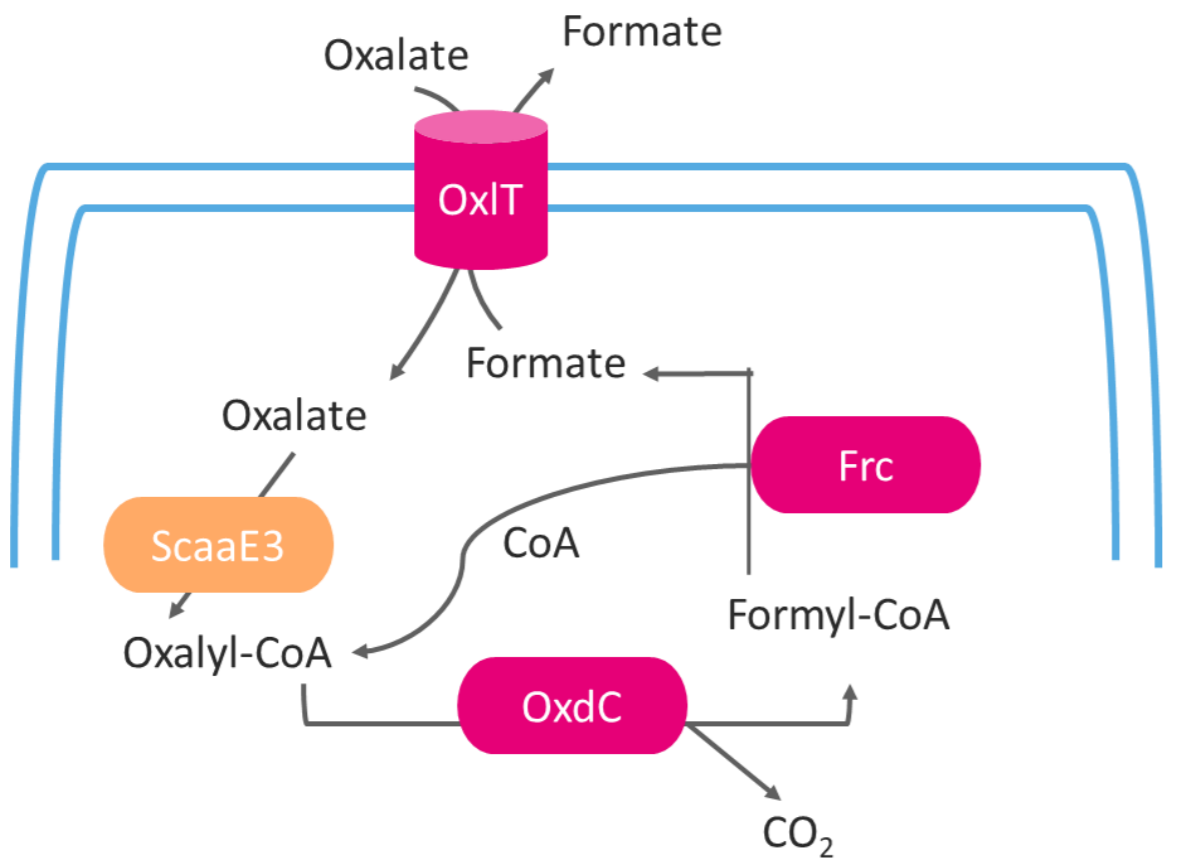 Formate
Oxalate
OxlT
Formate
Oxalate
Frc
ScaaE3
CoA
Formyl-CoA
Oxalyl-CoA
OxdC
CO₂